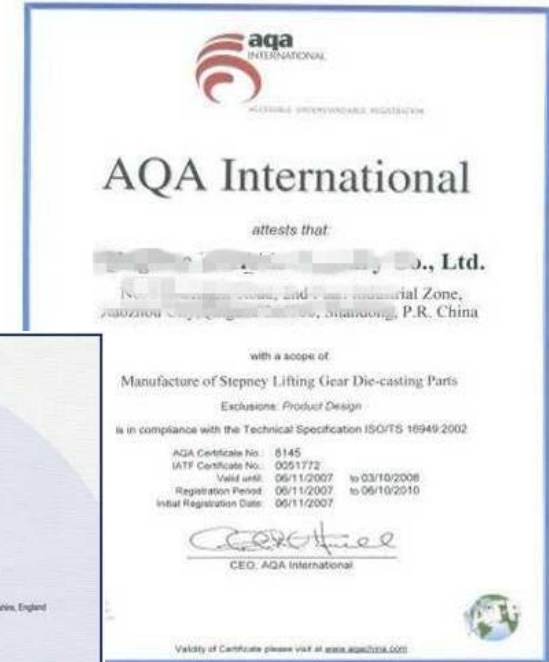 aqa
INTERNATIONAL
AQA International
attests that:
Co., Ltd.
2nd Industrial Zone,
Shandong, P.R. China
with a scope of:
Manufacture of Stepney Lifting Gear Die-casting Parts
Exclusions: Product Design
is in compliance with the Technical Specification ISO/TS 16949:2002
AQA Certificate No.: 8145
IATF Certificate No.: 0051772
Valid until: 06/11/2007 to 03/10/2008
Registration Period: 06/11/2007 to 06/10/2010
Initial Registration Date: 06/11/2007
CEO, AQA International
England
Validity of Certificate please visit at www.aqachina.com